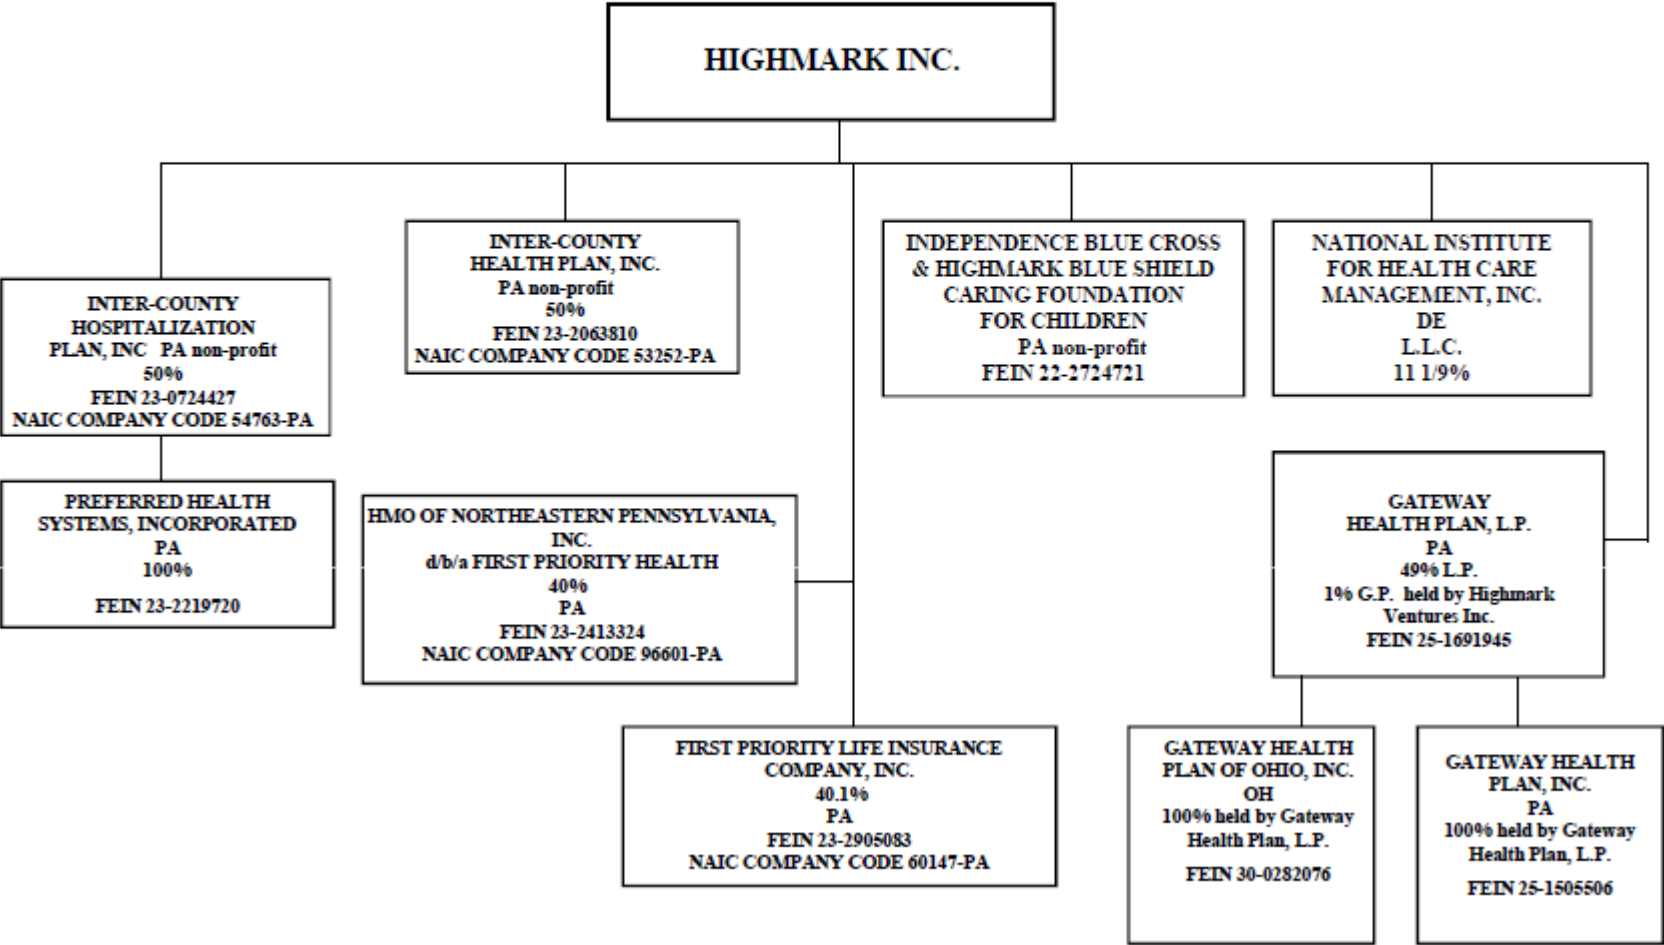 HIGHMARK INC.
INTER-COUNTY
HOSPITALIZATION
PLAN, INC PA non-profit
50%
FEIN 23-0724427
NAIC COMPANY CODE 54763-PA
INTER-COUNTY
HEALTH PLAN, INC.
PA non-profit
50%
FEIN 23-2063810
NAIC COMPANY CODE 53252-PA
INDEPENDENCE BLUE CROSS
& HIGHMARK BLUE SHIELD
CARING FOUNDATION
FOR CHILDREN
PA non-profit
FEIN 22-2724721
NATIONAL INSTITUTE
FOR HEALTH CARE
MANAGEMENT, INC.
DE
L.L.C.
11 1/9%
PREFERRED HEALTH
SYSTEMS, INCORPORATED
PA
100%
FEIN 23-2219720
HMO OF NORTHEASTERN PENNSYLVANIA,
INC.
d/b/a FIRST PRIORITY HEALTH
40%
PA
FEIN 23-2413324
NAIC COMPANY CODE 96601-PA
GATEWAY
HEALTH PLAN, L.P.
PA
49% L.P.
1% G.P. held by Highmark
Ventures Inc.
FEIN 25-1691945
FIRST PRIORITY LIFE INSURANCE
COMPANY, INC.
40.1%
PA
FEIN 23-2905083
NAIC COMPANY CODE 60147-PA
GATEWAY HEALTH
PLAN OF OHIO, INC.
OH
100% held by Gateway
Health Plan, L.P.
FEIN 30-0282076
GATEWAY HEALTH
PLAN, INC.
PA
100% held by Gateway
Health Plan, L.P.
FEIN 25-1505506